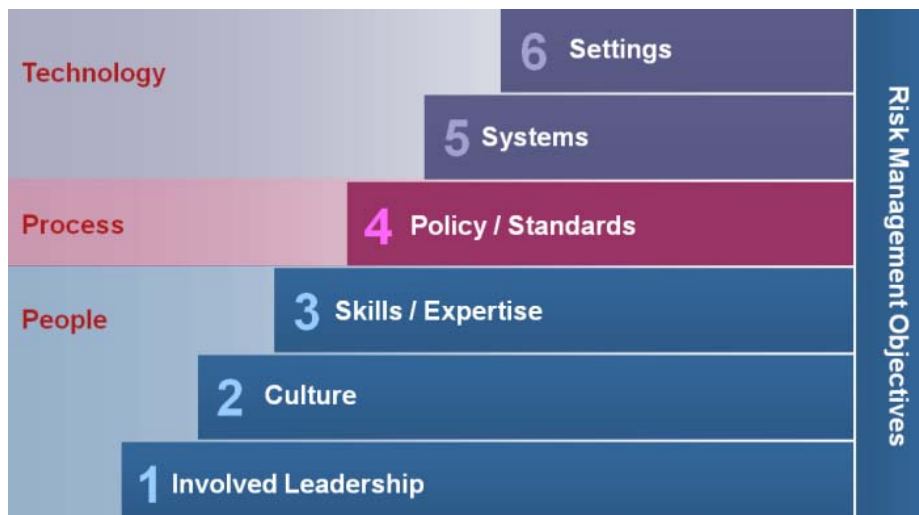 Technology
6 Settings
5 Systems
Process
4 Policy / Standards
People
3 Skills / Expertise
2 Culture
1 Involved Leadership
Risk Management Objectives